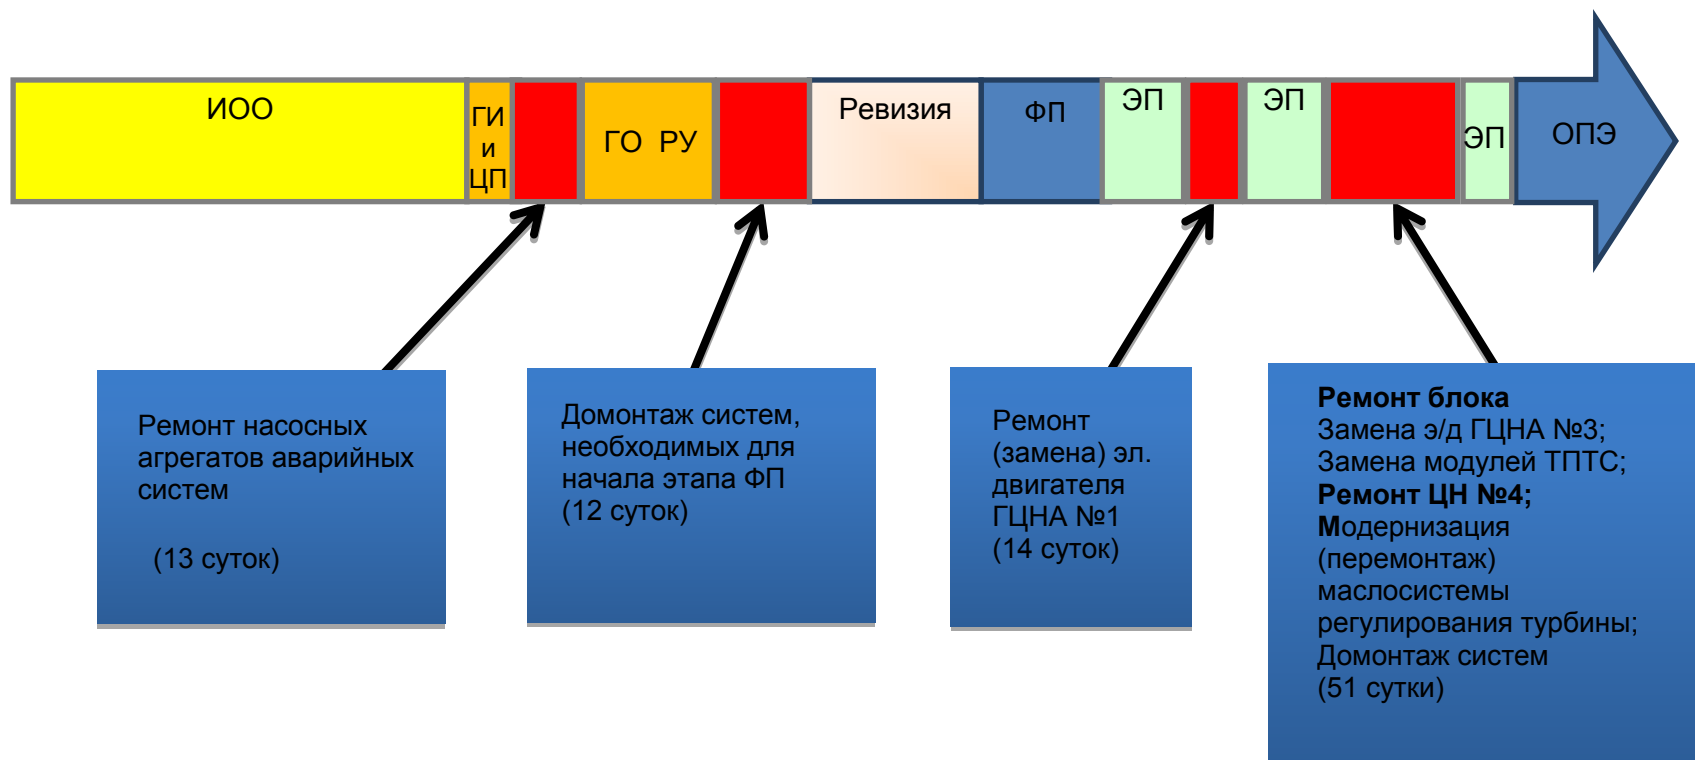 ИОО
ГИ
и
ЦП
ГО РУ
Ревизия
ФП
ЭП
ЭП
ЭП
ОПЭ
Ремонт насосных
агрегатов аварийных
систем
(13 суток)
Домонтаж систем,
необходимых для
начала этапа ФП
(12 суток)
Ремонт
(замена) эл.
двигателя
ГЦНА №1
(14 суток)
Ремонт блока
Замена э/д ГЦНА №3;
Замена модулей ТПТС;
Ремонт ЦН №4;
Модернизация
(перемонтаж)
маслосистемы
регулирования турбины;
Домонтаж систем
(51 сутки)